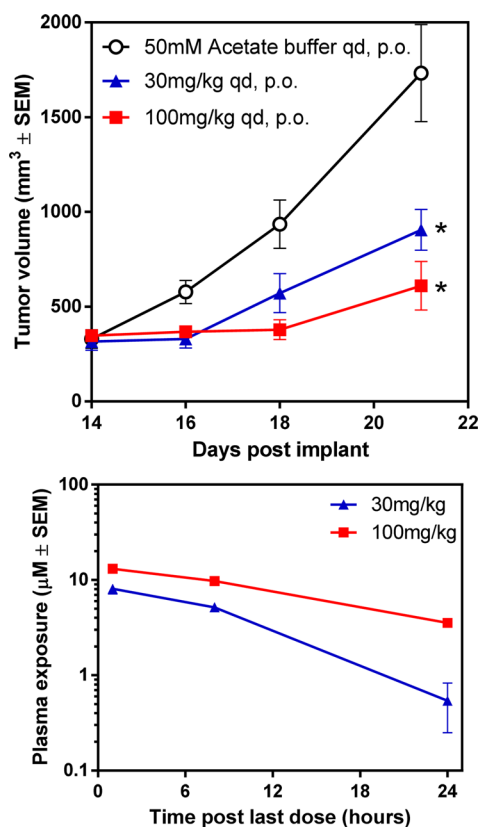 2000
1500
1000
500
0
Tumor volume (mm³ ± SEM)
50mM Acetate buffer qd, p.o.
30mg/kg qd, p.o.
100mg/kg qd, p.o.
*
*
14 16 18 20 22
Days post implant
100
10
1
0.1
Plasma exposure (µM ± SEM)
30mg/kg
100mg/kg
0 6 12 18 24
Time post last dose (hours)